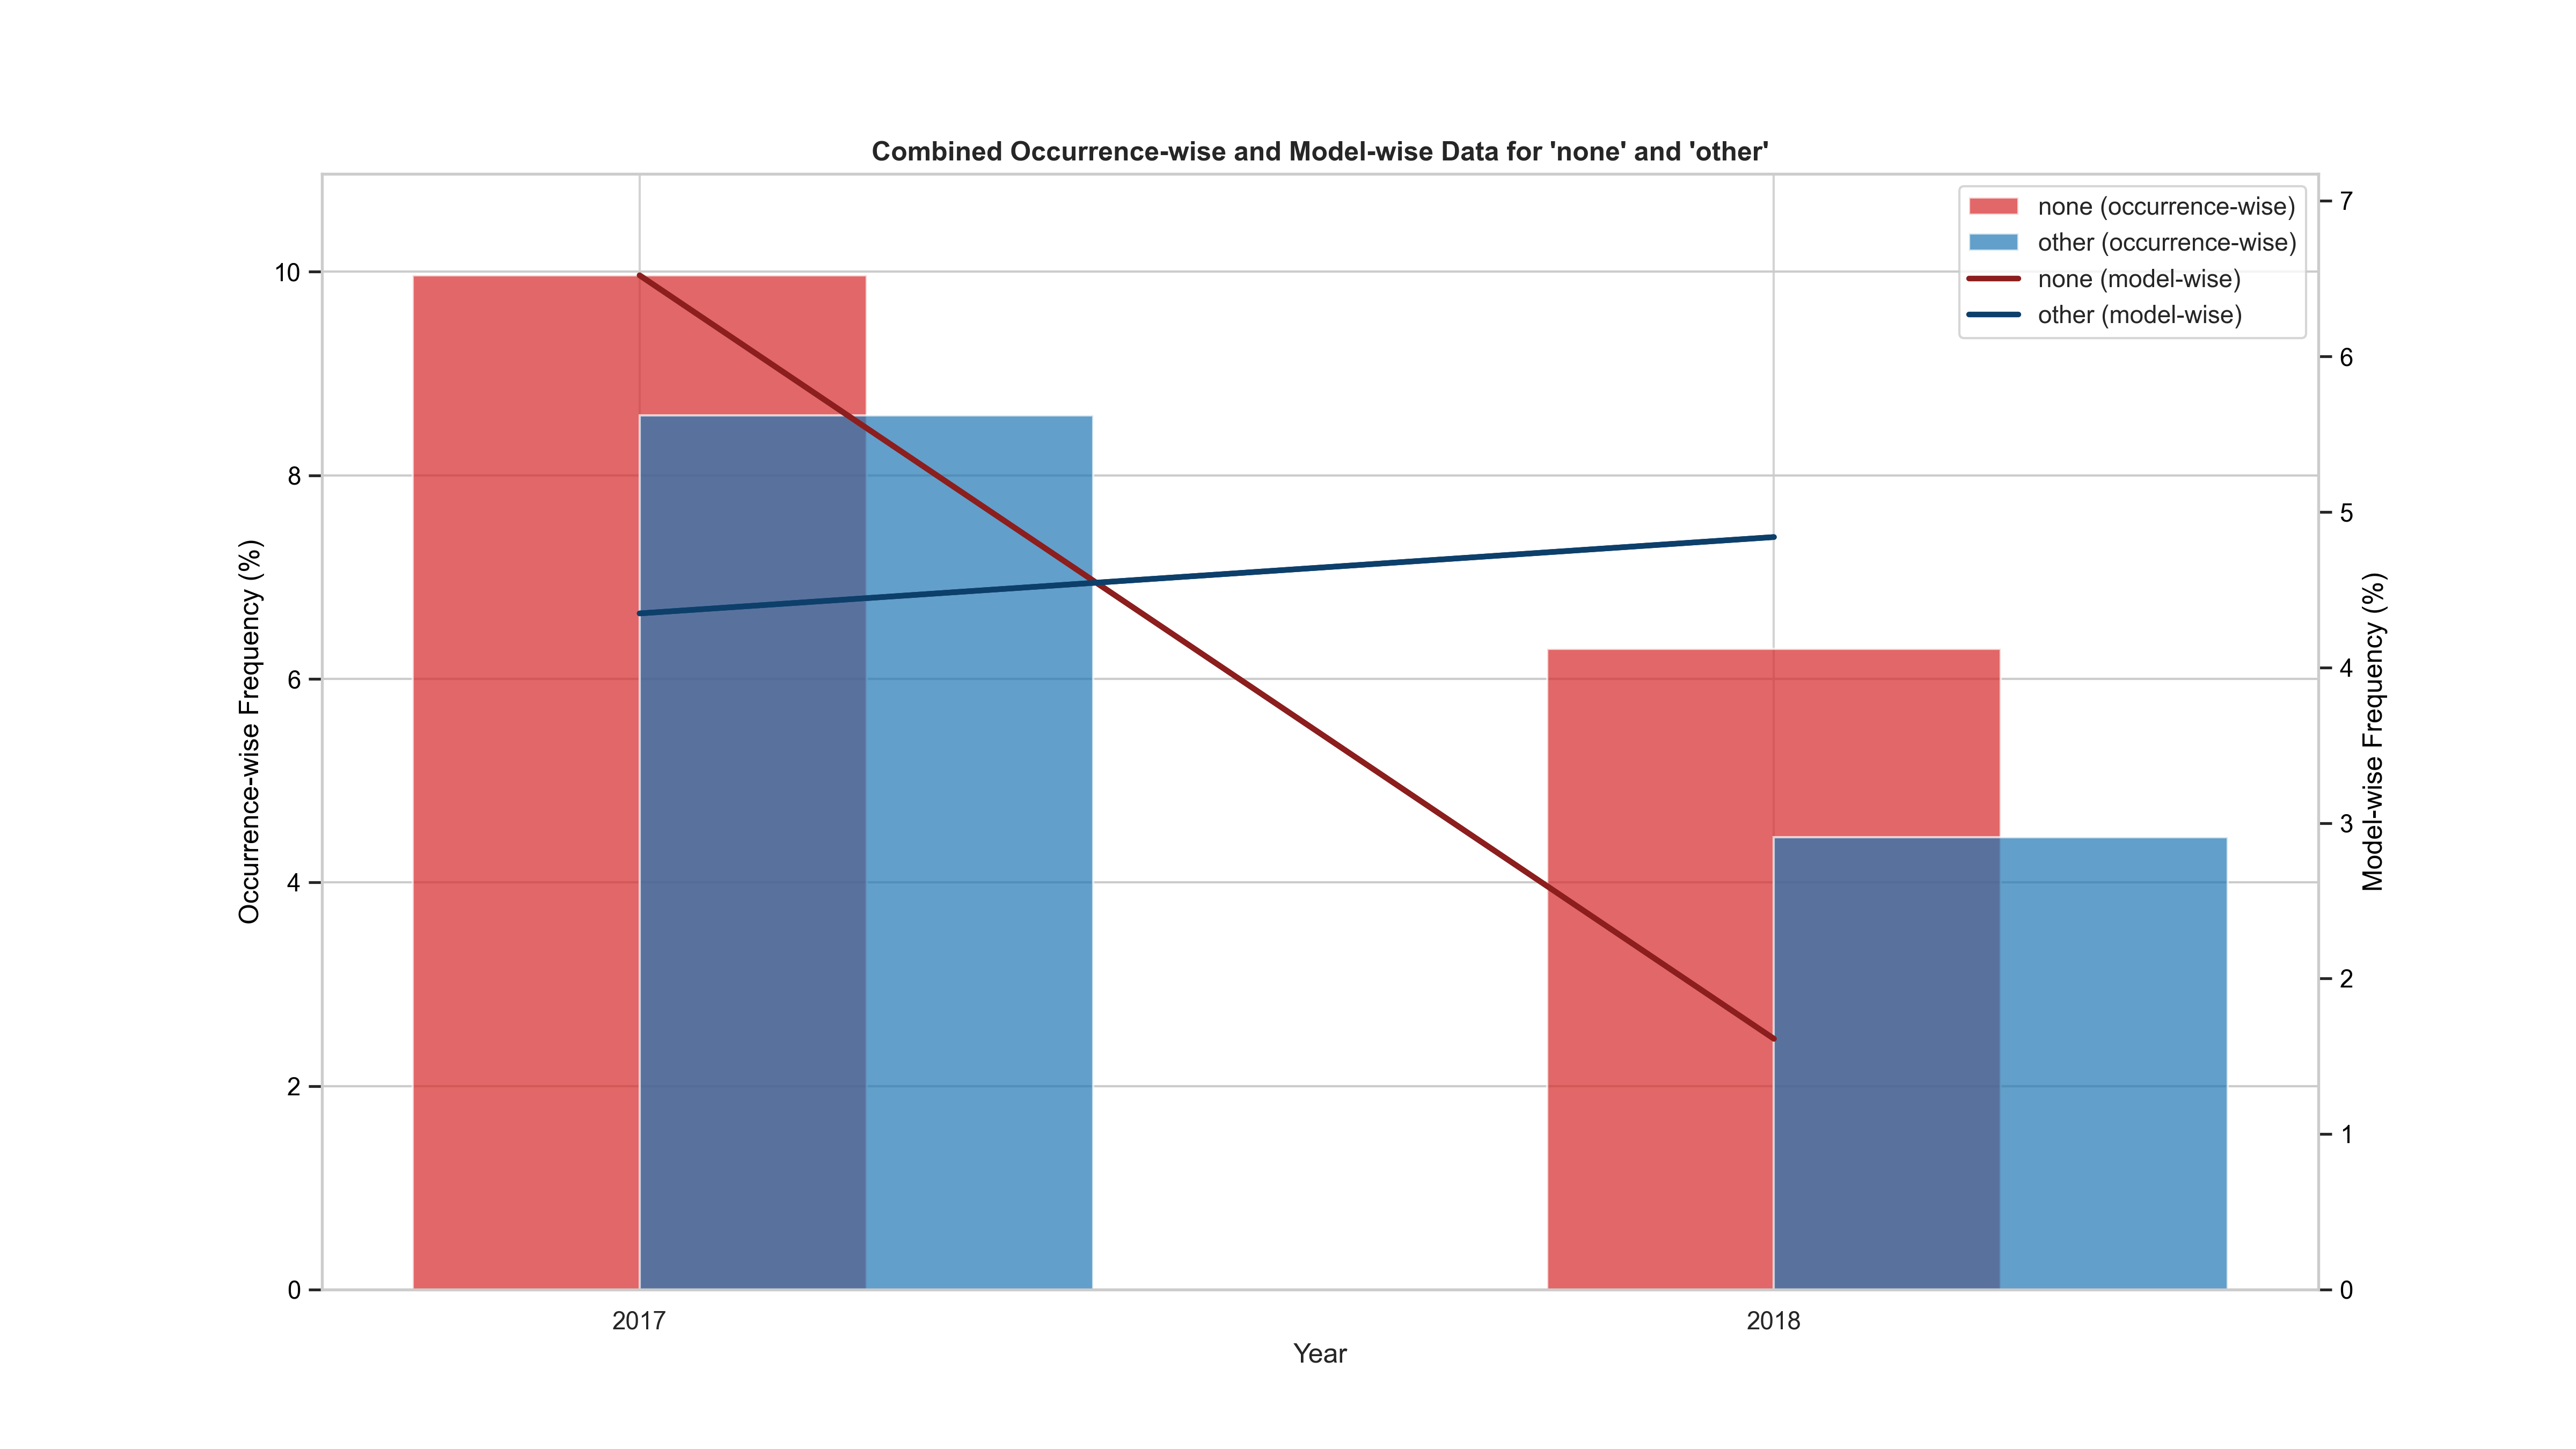 Combined Occurrence-wise and Model-wise Data for 'none' and 'other'
none (occurrence-wise)
other (occurrence-wise)
none (model-wise)
other (model-wise)
Occurrence-wise Frequency (%)
10
8
6
4
2
0
Model-wise Frequency (%)
7
6
5
4
3
2
1
0
2017
2018
Year